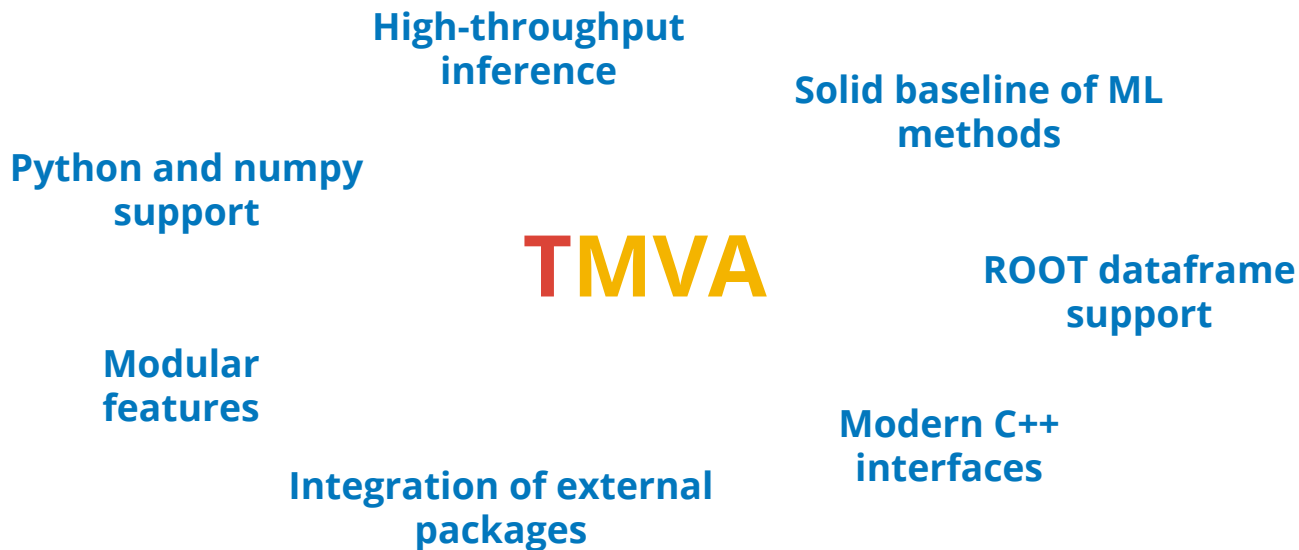 High-throughput
inference
Solid baseline of ML
methods
Python and numpy
support
TMVA
ROOT dataframe
support
Modular
features
Modern C++
interfaces
Integration of external
packages